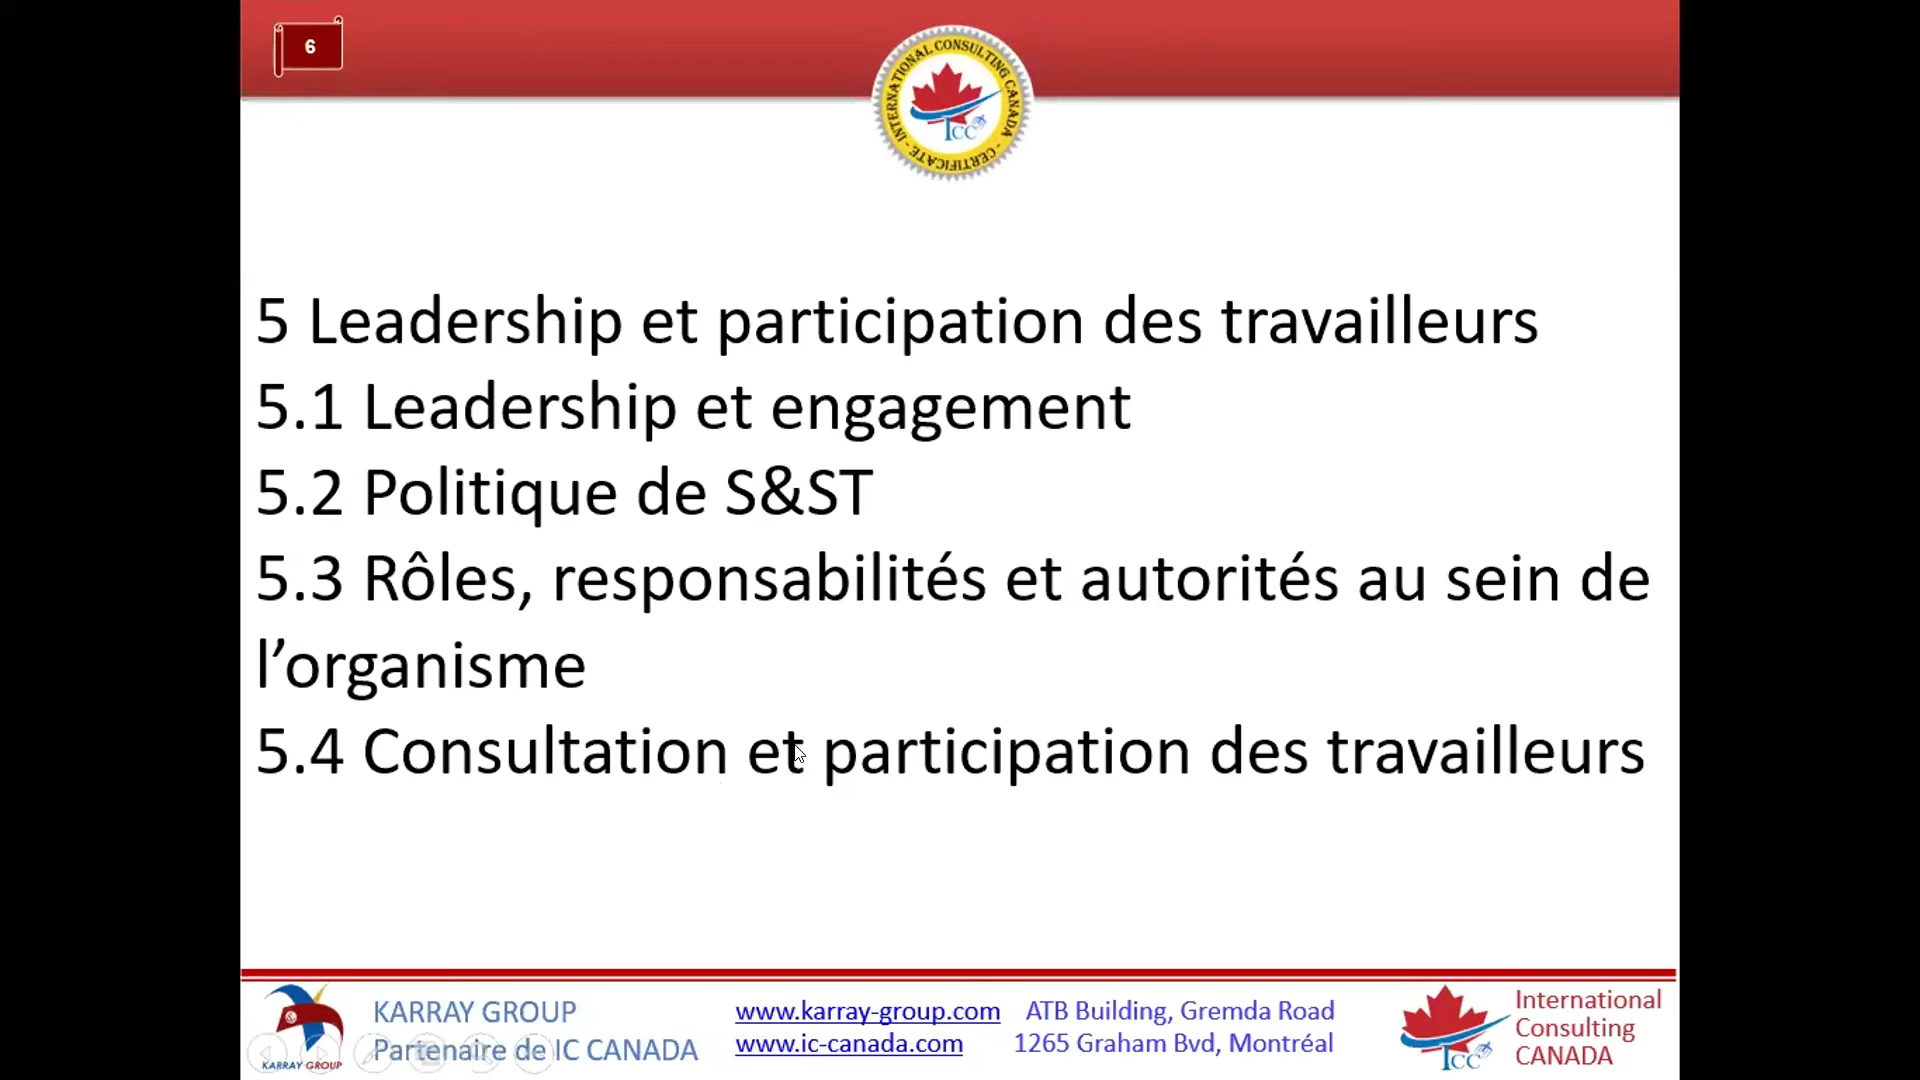 6
INTERNATIONAL CONSULTING CANADA
- CERTIFICATE -
ICC
5 Leadership et participation des travailleurs
5.1 Leadership et engagement
5.2 Politique de S&ST
5.3 Rôles, responsabilités et autorités au sein de
l’organisme
5.4 Consultation et participation des travailleurs
KARRAY GROUP
KARRAY GROUP
Partenaire de IC CANADA
www.karray-group.com
www.ic-canada.com
ATB Building, Gremda Road
1265 Graham Bvd, Montréal
ICC
International
Consulting
CANADA